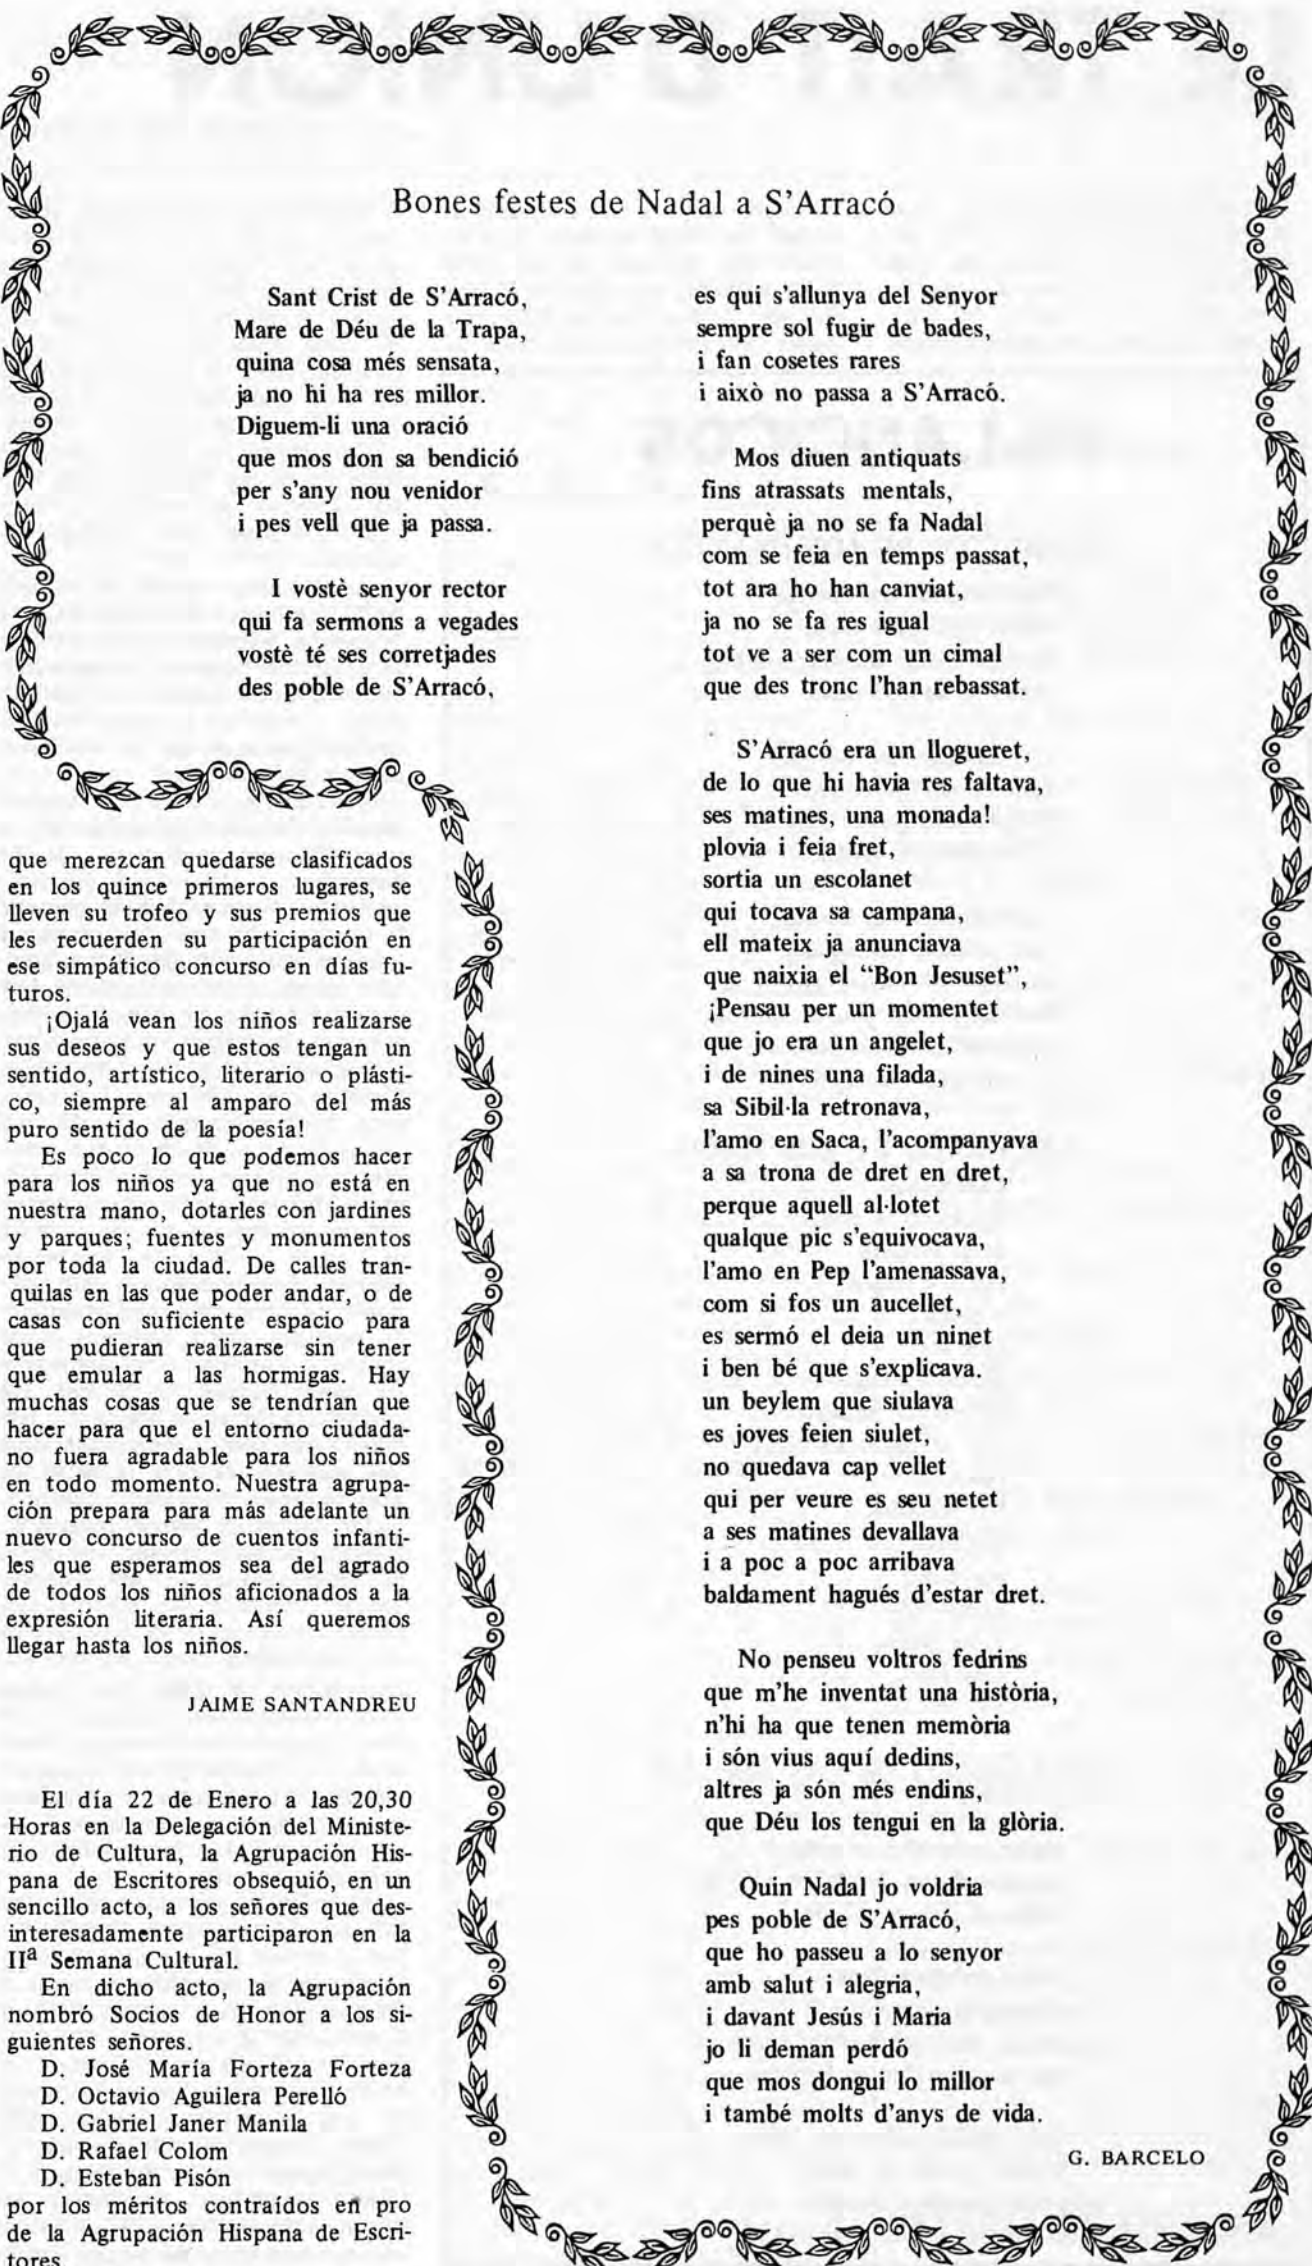 Bones festes de Nadal a S'Arracó
Sant Crist de S'Arracó,
Mare de Déu de la Trapa,
quina cosa més sensata,
ja no hi ha res millor.
Diguem-li una oració
que mos don sa bendició
per s'any nou venidor
i pes vell que ja passa.
I vostè senyor rector
qui fa sermons a vegades
vostè té ses corretjades
des poble de S'Arracó,
es qui s'allunya del Senyor
sempre sol fugir de bades,
i fan cosetes rares
i això no passa a S'Arracó.
Mos diuen antiquats
fins atrassats mentals,
perquè ja no se fa Nadal
com se feia en temps passat,
tot ara ho han canviat,
ja no se fa res igual
tot ve a ser com un cimal
que des tronc l'han rebassat.
S'Arracó era un llogueret,
de lo que hi havia res faltava,
ses matines, una monada!
plovia i feia fret,
sortia un escolanet
qui tocava sa campana,
ell mateix ja anunciava
que naixia el "Bon Jesuset",
¡Pensau per un momentet
que jo era un angelet,
i de nines una filada,
sa Sibil·la retronava,
l'amo en Saca, l'acompanyava
a sa trona de dret en dret,
perque aquell al·lotet
qualque pic s'equivocava,
l'amo en Pep l'amenassava,
com si fos un aucellet,
es sermó el deia un ninet
i ben bé que s'explicava.
un beylem que siulava
es joves feien siulet,
no quedava cap vellet
qui per veure es seu netet
a ses matines devallava
i a poc a poc arribava
baldament hagués d'estar dret.
No penseu voltros fedrins
que m'he inventat una història,
n'hi ha que tenen memòria
i són vius aquí dedins,
altres ja són més endins,
que Déu los tengui en la glòria.
Quin Nadal jo voldria
pes poble de S'Arracó,
que ho passeu a lo senyor
amb salut i alegria,
i davant Jesús i Maria
jo li deman perdó
que mos dongui lo millor
i també molts d'anys de vida.
G. BARCELO
que merezcan quedarse clasificados
en los quince primeros lugares, se
lleven su trofeo y sus premios que
les recuerden su participación en
ese simpático concurso en días fu-
turos.
¡Ojalá vean los niños realizarse
sus deseos y que estos tengan un
sentido, artístico, literario o plásti-
co, siempre al amparo del más
puro sentido de la poesía!
Es poco lo que podemos hacer
para los niños ya que no está en
nuestra mano, dotarles con jardines
y parques; fuentes y monumentos
por toda la ciudad. De calles tran-
quilas en las que poder andar, o de
casas con suficiente espacio para
que pudieran realizarse sin tener
que emular a las hormigas. Hay
muchas cosas que se tendrían que
hacer para que el entorno ciudada-
no fuera agradable para los niños
en todo momento. Nuestra agrupa-
ción prepara para más adelante un
nuevo concurso de cuentos infanti-
les que esperamos sea del agrado
de todos los niños aficionados a la
expresión literaria. Así queremos
llegar hasta los niños.
JAIME SANTANDREU
El día 22 de Enero a las 20,30
Horas en la Delegación del Ministe-
rio de Cultura, la Agrupación His-
pana de Escritores obsequió, en un
sencillo acto, a los señores que des-
interesadamente participaron en la
IIª Semana Cultural.
En dicho acto, la Agrupación
nombró Socios de Honor a los si-
guientes señores.
D. José María Forteza Forteza
D. Octavio Aguilera Perelló
D. Gabriel Janer Manila
D. Rafael Colom
D. Esteban Pisón
por los méritos contraídos en pro
de la Agrupación Hispana de Escri-
tores.